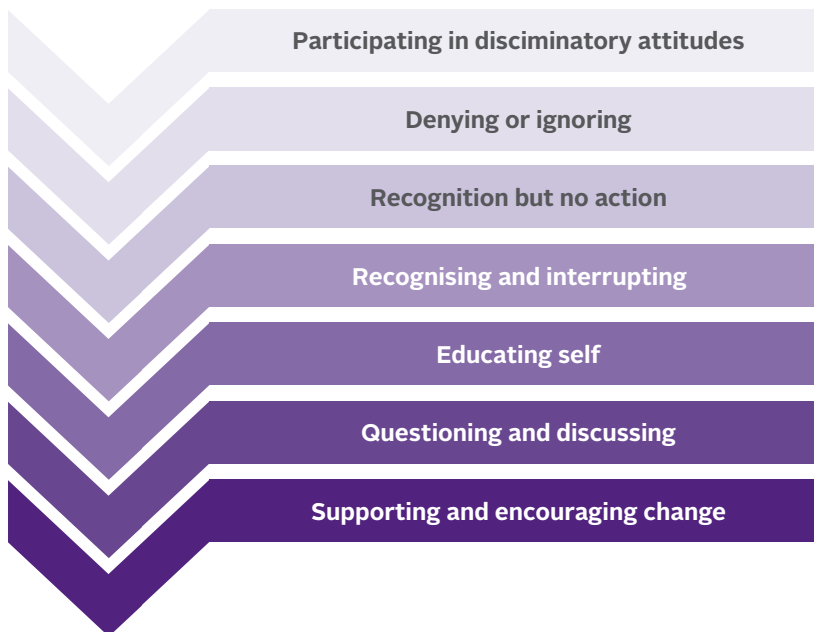 Participating in disciminatory attitudes
Denying or ignoring
Recognition but no action
Recognising and interrupting
Educating self
Questioning and discussing
Supporting and encouraging change